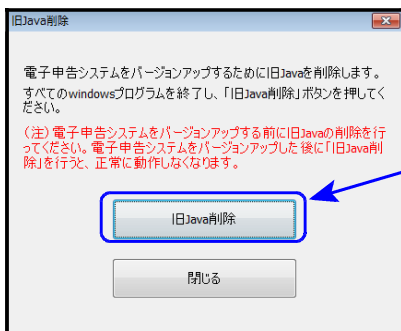 旧Java削除
電子申告システムをバージョンアップするために旧Javaを削除します。
すべてのwindowsプログラムを終了し、「旧Java削除」ボタンを押してく
ださい。
(注)電子申告システムをバージョンアップする前に旧Javaの削除を行
ってください。電子申告システムをバージョンアップした後に「旧Java削
除」を行うと、正常に動作しなくなります。
旧Java削除
閉じる